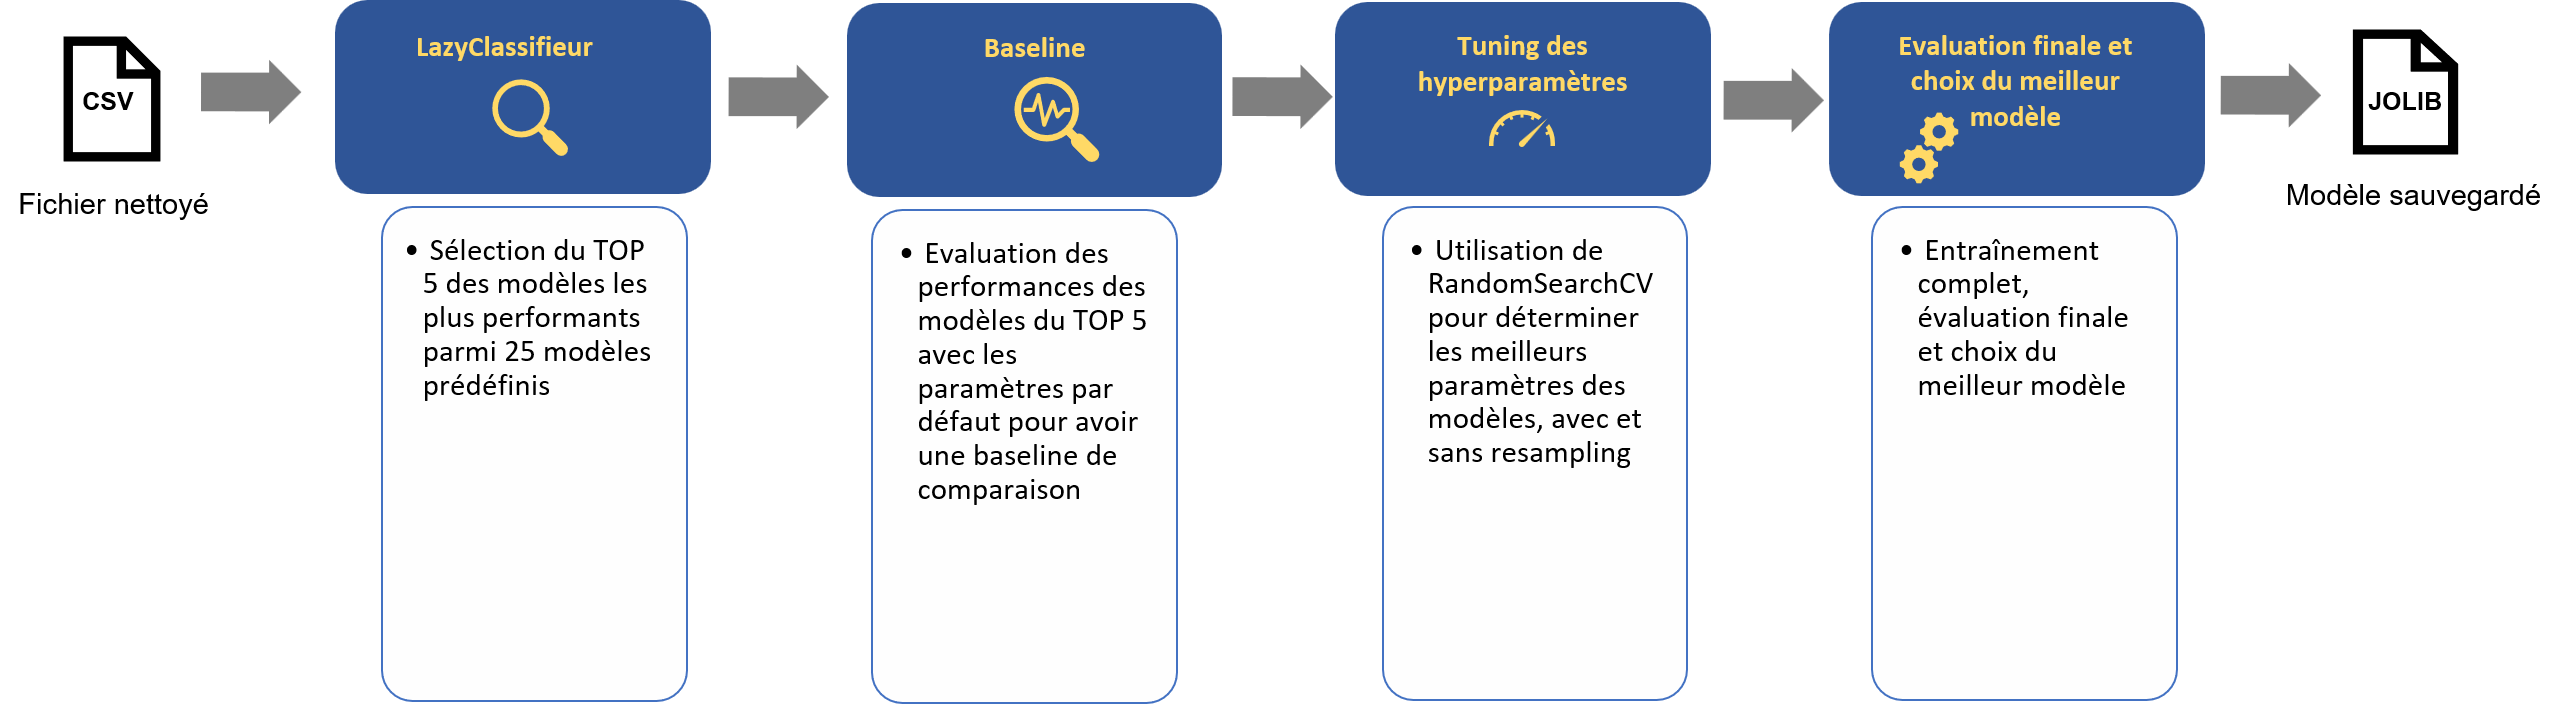 CSV
Fichier nettoyé
LazyClassifieur
• Sélection du TOP
5 des modèles les
plus performants
parmi 25 modèles
prédéfinis
Baseline
• Evaluation des
performances des
modèles du TOP 5
avec les
paramètres par
défaut pour avoir
une baseline de
comparaison
Tuning des
hyperparamètres
• Utilisation de
RandomSearchCV
pour déterminer
les meilleurs
paramètres des
modèles, avec et
sans resampling
Evaluation finale et
choix du meilleur
modèle
• Entraînement
complet,
évaluation finale
et choix du
meilleur modèle
JOLIB
Modèle sauvegardé